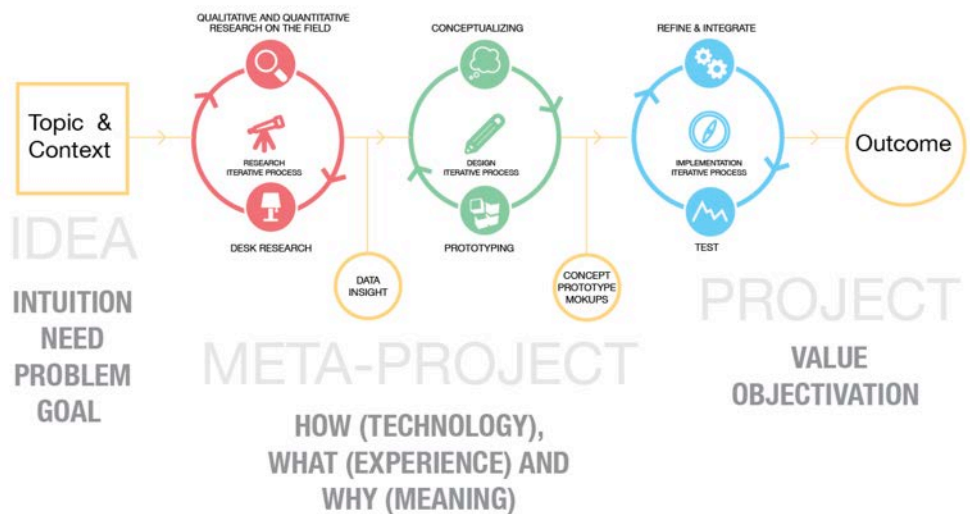 QUALITATIVE AND QUANTITATIVE
RESEARCH ON THE FIELD
CONCEPTUALIZING
REFINE & INTEGRATE
Topic &
Context
RESEARCH
ITERATIVE PROCESS
DESIGN
ITERATIVE PROCESS
IMPLEMENTATION
ITERATIVE PROCESS
Outcome
DESK RESEARCH
PROTOTYPING
TEST
DATA
INSIGHT
CONCEPT
PROTOTYPE
MOKUPS
IDEA
INTUITION
NEED
PROBLEM
GOAL
META-PROJECT
HOW (TECHNOLOGY),
WHAT (EXPERIENCE) AND
WHY (MEANING)
PROJECT
VALUE
OBJECTIVATION